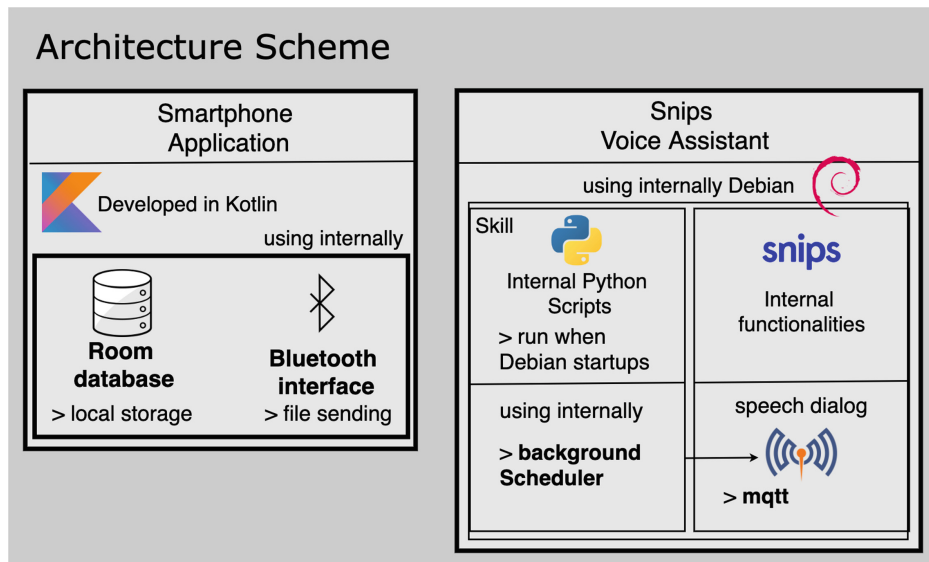 Architecture Scheme
Smartphone
Application
Developed in Kotlin
using internally
Room
database
> local storage
Bluetooth
interface
> file sending
Snips
Voice Assistant
using internally Debian
Skill
Internal Python
Scripts
> run when
Debian startups
using internally
> background
Scheduler
snips
Internal
functionalities
speech dialog
> mqtt